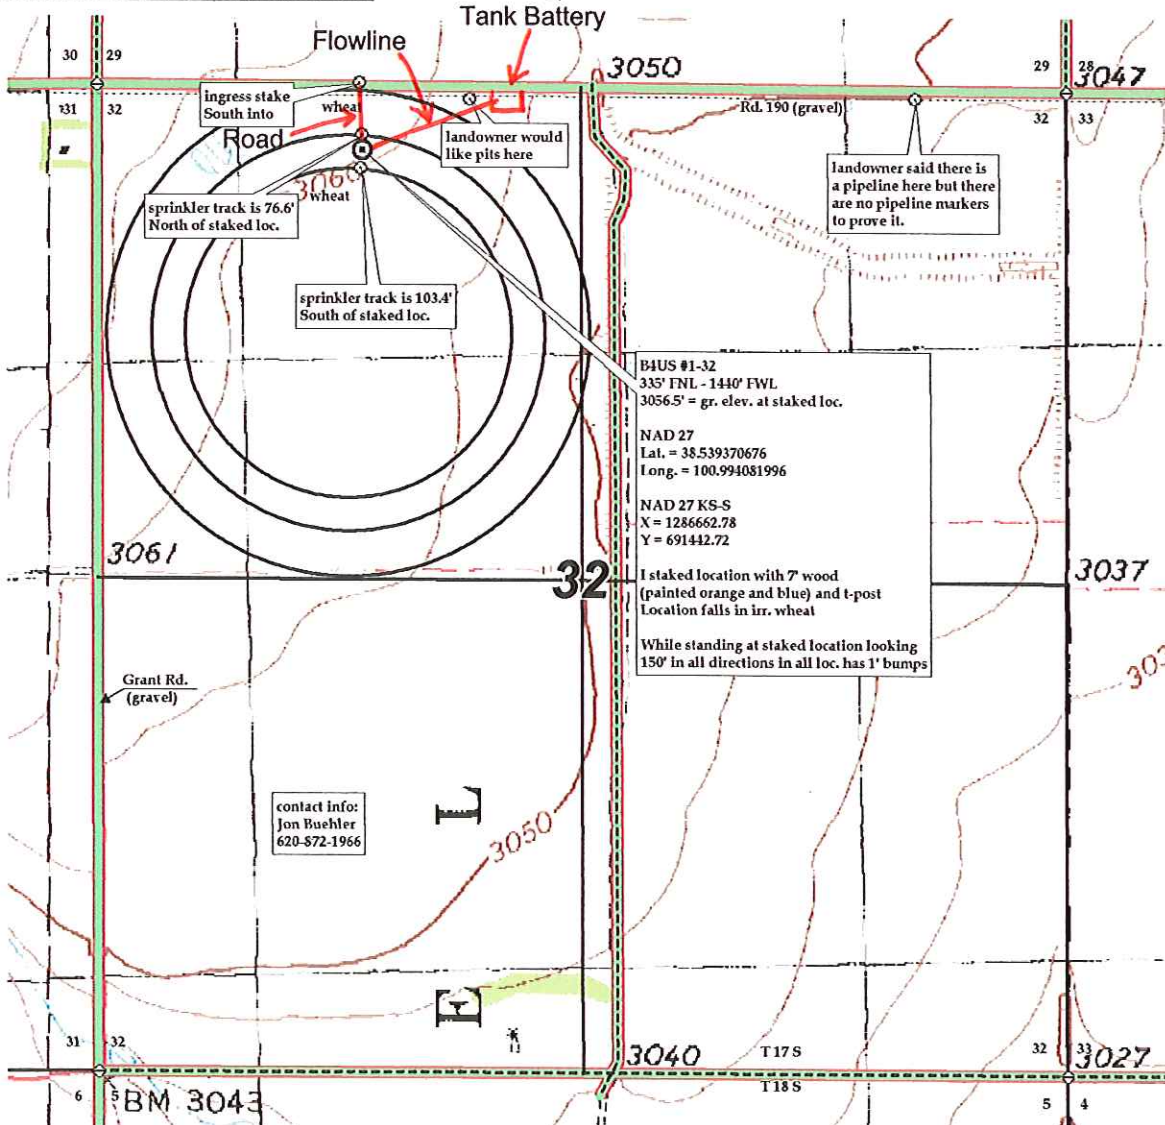 Tank Battery
Flowline
30 29
3050
29 28
3047
ingress stake
South into
wheat
31 32
Road
landowner would
like pits here
Rd. 190 (gravel)
32 33
landowner said there is
a pipeline here but there
are no pipeline markers
to prove it.
3060
wheat
sprinkler track is 76.6'
North of staked loc.
sprinkler track is 103.4'
South of staked loc.
B4US #1-32
335' FNL - 1440' FWL
3056.5' = gr. elev. at staked loc.
NAD 27
Lat. = 38.539370676
Long. = 100.994081996
NAD 27 KS-S
X = 1286662.78
Y = 691442.72
I staked location with 7' wood
(painted orange and blue) and t-post
Location falls in irr. wheat
While standing at staked location looking
150' in all directions in all loc. has 1' bumps
3061
32
3037
Grant Rd.
(gravel)
contact info:
Jon Buehler
620-872-1966
3050
31 32
3040
T 17 S
T 18 S
32 33
3027
6 5
BM 3043
5 4